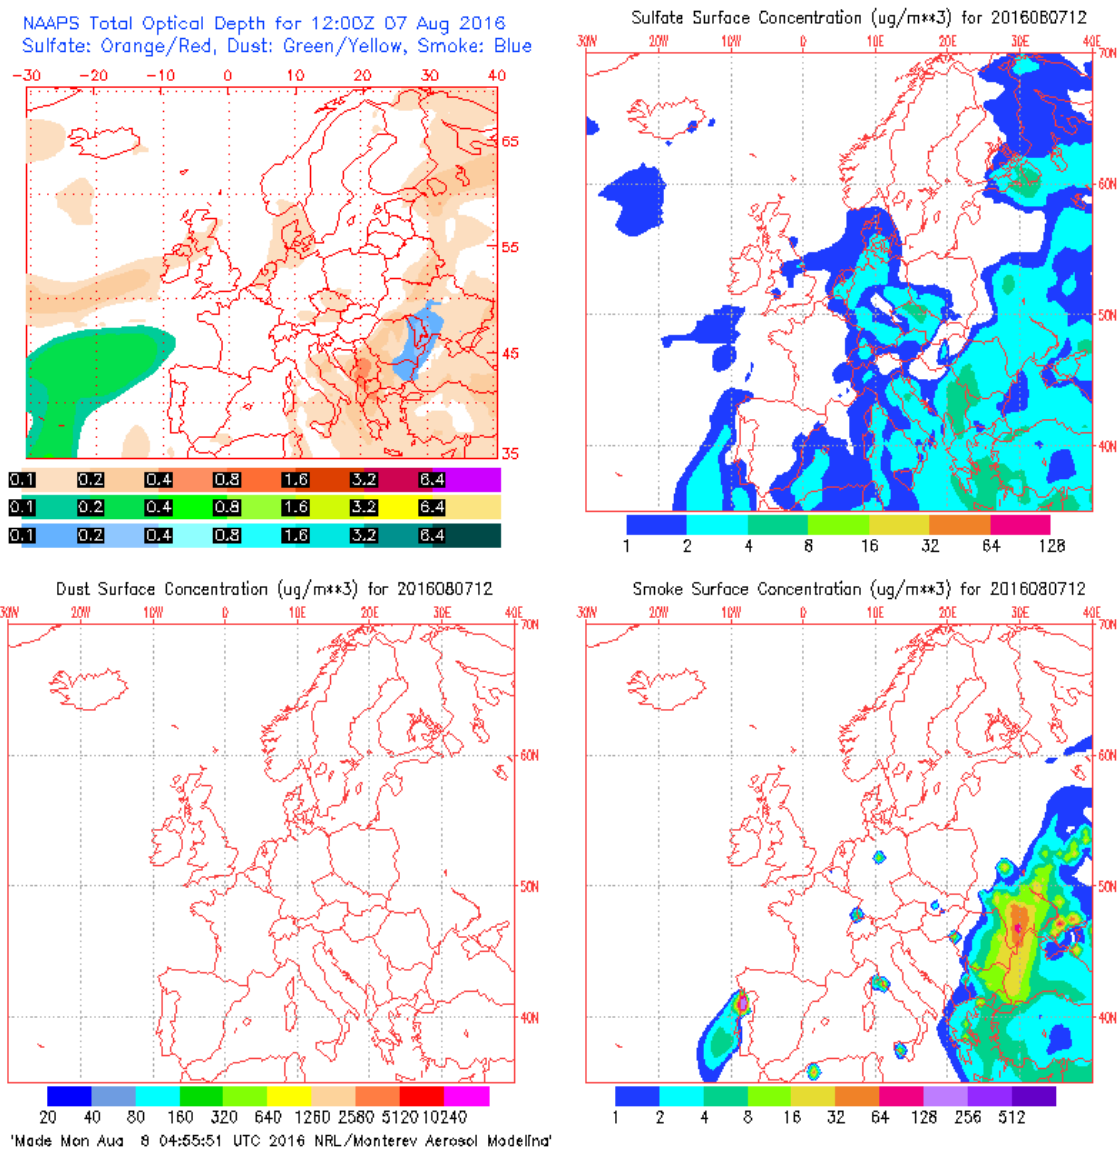 NAAPS Total Optical Depth for 12:00Z 07 Aug 2016
Sulfate: Orange/Red, Dust: Green/Yellow, Smoke: Blue
-30 -20 -10 0 10 20 30 40
65
55
45
35
0.1 0.2 0.4 0.8 1.6 3.2 6.4
0.1 0.2 0.4 0.8 1.6 3.2 6.4
0.1 0.2 0.4 0.8 1.6 3.2 6.4
Sulfate Surface Concentration (ug/m**3) for 2016080712
30W 20W 10W 0 10E 20E 30E 40E
70N
60N
50N
40N
1 2 4 8 16 32 64 128
Dust Surface Concentration (ug/m**3) for 2016080712
30W 20W 10W 0 10E 20E 30E 40E
70N
60N
50N
40N
20 40 80 160 320 640 1260 2580 5120 10240
'Made Mon Aug 8 04:55:51 UTC 2016 NRL/Monterey Aerosol Modeling'
Smoke Surface Concentration (ug/m**3) for 2016080712
30W 20W 10W 0 10E 20E 30E 40E
70N
60N
50N
40N
1 2 4 8 16 32 64 128 256 512